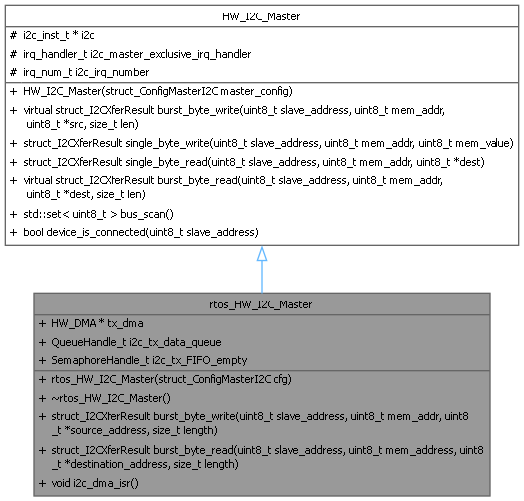 HW_I2C_Master
# i2c_inst_t * i2c
# irq_handler_t i2c_master_exclusive_irq_handler
# irq_num_t i2c_irq_number
+ HW_I2C_Master(struct_ConfigMasterI2C master_config)
+ virtual struct_I2CXferResult burst_byte_write(uint8_t slave_address, uint8_t mem_addr,
uint8_t *src, size_t len)
+ struct_I2CXferResult single_byte_write(uint8_t slave_address, uint8_t mem_addr, uint8_t mem_value)
+ struct_I2CXferResult single_byte_read(uint8_t slave_address, uint8_t mem_addr, uint8_t *dest)
+ virtual struct_I2CXferResult burst_byte_read(uint8_t slave_address, uint8_t mem_addr,
uint8_t *dest, size_t len)
+ std::set< uint8_t > bus_scan()
+ bool device_is_connected(uint8_t slave_address)
rtos_HW_I2C_Master
+ HW_DMA * tx_dma
+ QueueHandle_t i2c_tx_data_queue
+ SemaphoreHandle_t i2c_tx_FIFO_empty
+ rtos_HW_I2C_Master(struct_ConfigMasterI2C cfg)
+ ~rtos_HW_I2C_Master()
+ struct_I2CXferResult burst_byte_write(uint8_t slave_address, uint8_t mem_addr, uint8
_t *source_address, size_t length)
+ struct_I2CXferResult burst_byte_read(uint8_t slave_address, uint8_t mem_address, uint8
_t *destination_address, size_t length)
+ void i2c_dma_isr()